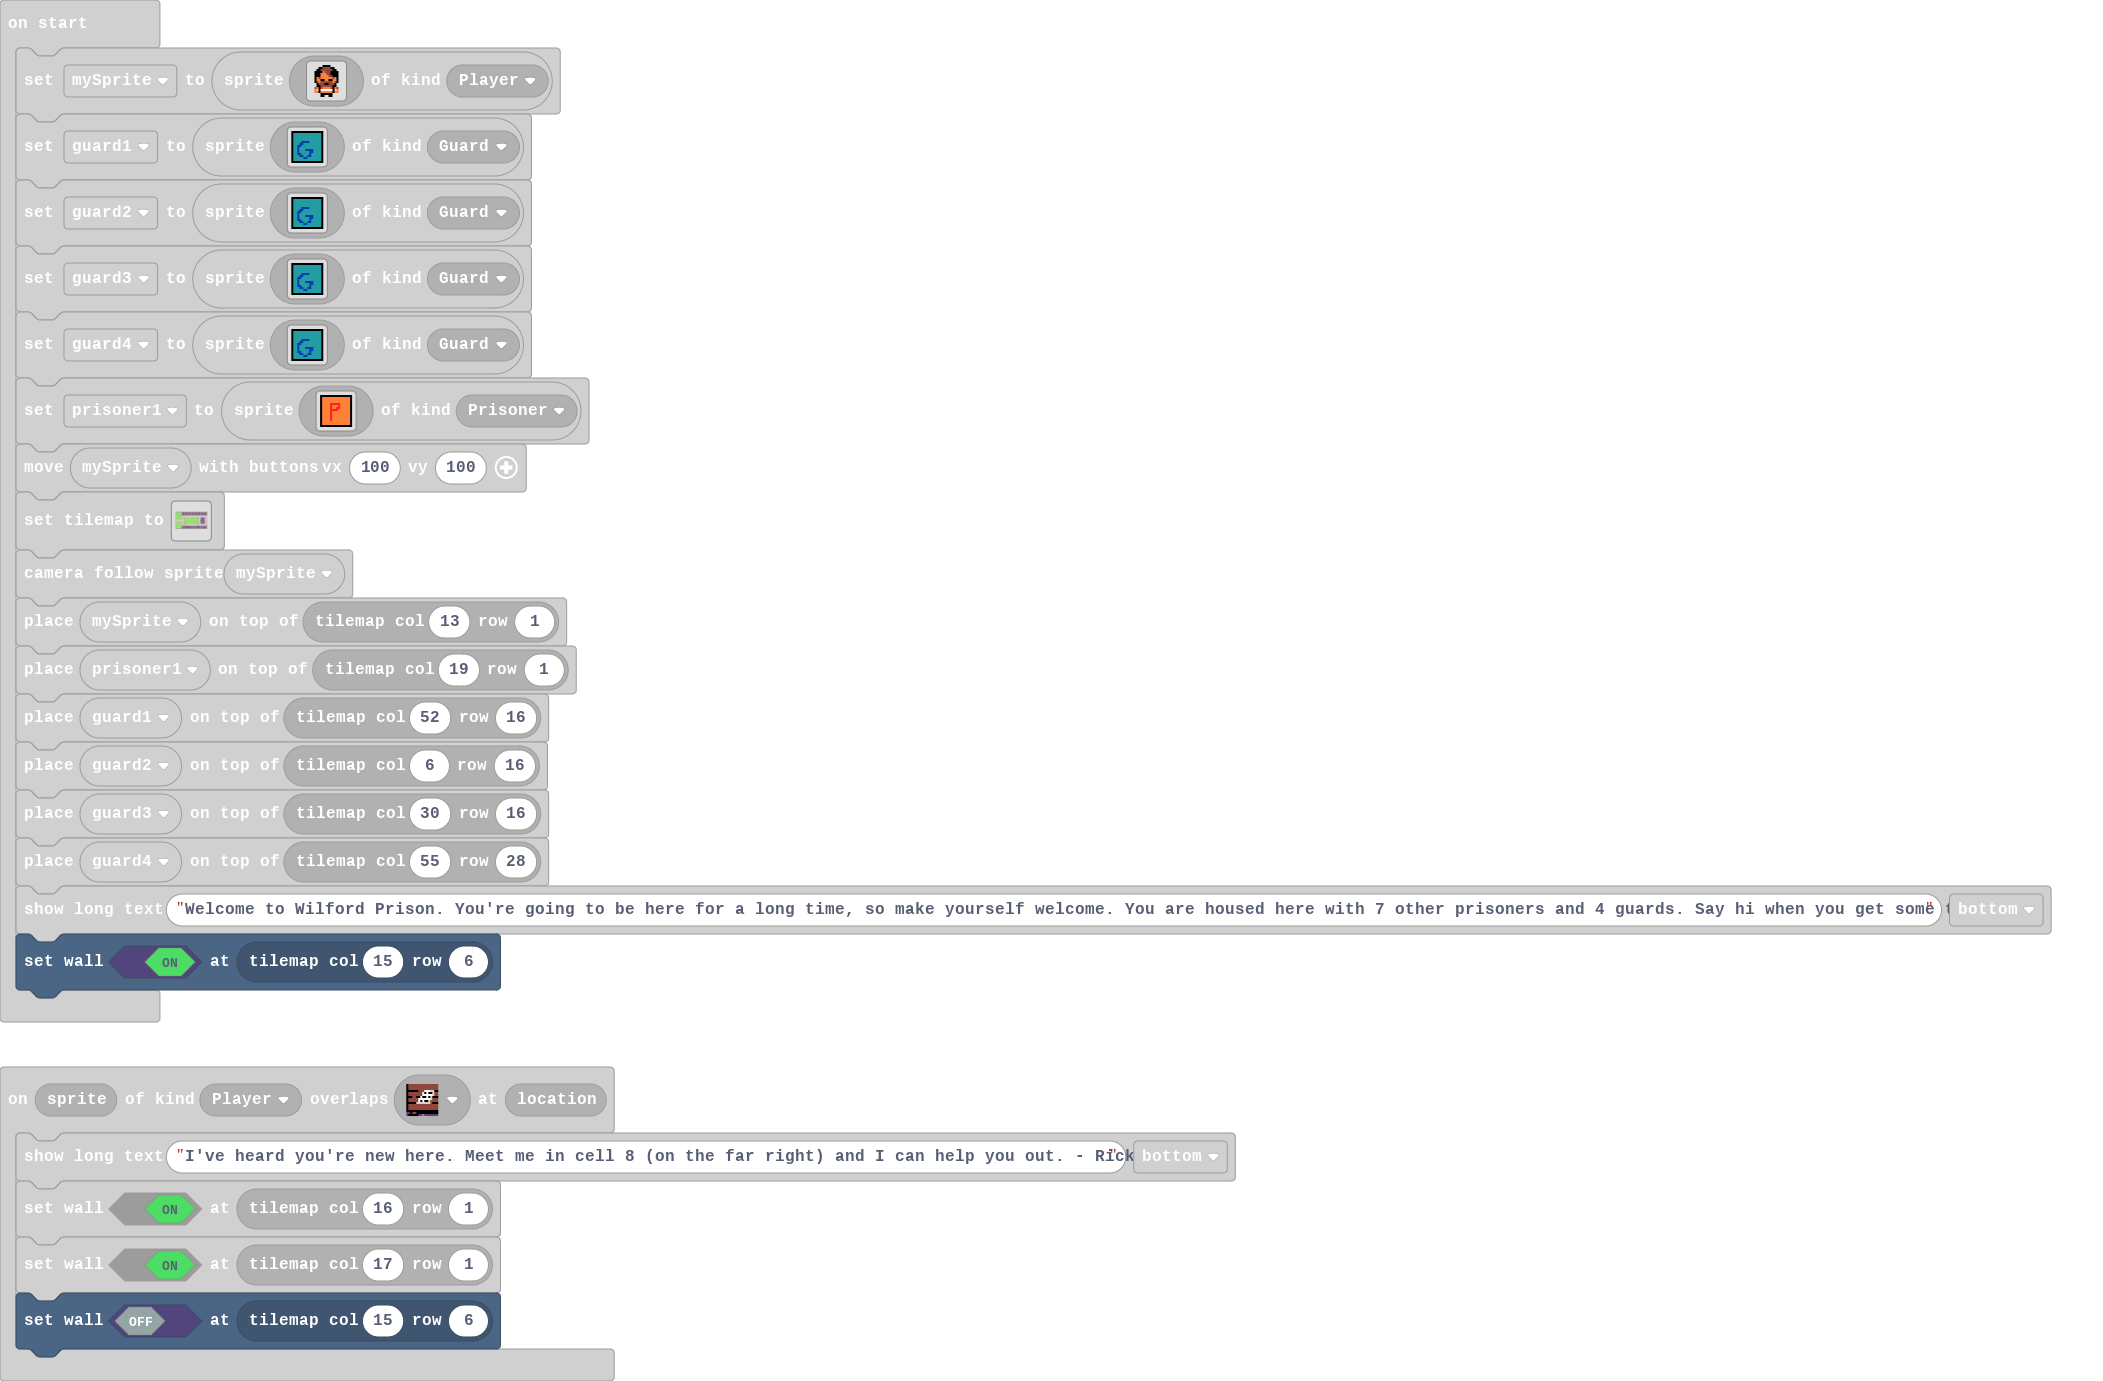 on start
set mySprite to sprite of kind Player
set guard1 to sprite G of kind Guard
set guard2 to sprite G of kind Guard
set guard3 to sprite G of kind Guard
set guard4 to sprite G of kind Guard
set prisoner1 to sprite P of kind Prisoner
move mySprite with buttons vx 100 vy 100
set tilemap to
camera follow sprite mySprite
place mySprite on top of tilemap col 13 row 1
place prisoner1 on top of tilemap col 19 row 1
place guard1 on top of tilemap col 52 row 16
place guard2 on top of tilemap col 6 row 16
place guard3 on top of tilemap col 30 row 16
place guard4 on top of tilemap col 55 row 28
show long text "Welcome to Wilford Prison. You're going to be here for a long time, so make yourself welcome. You are housed here with 7 other prisoners and 4 guards. Say hi when you get some" bottom
set wall ON at tilemap col 15 row 6
on sprite of kind Player overlaps at location
show long text "I've heard you're new here. Meet me in cell 8 (on the far right) and I can help you out. - Rick" bottom
set wall ON at tilemap col 16 row 1
set wall ON at tilemap col 17 row 1
set wall OFF at tilemap col 15 row 6